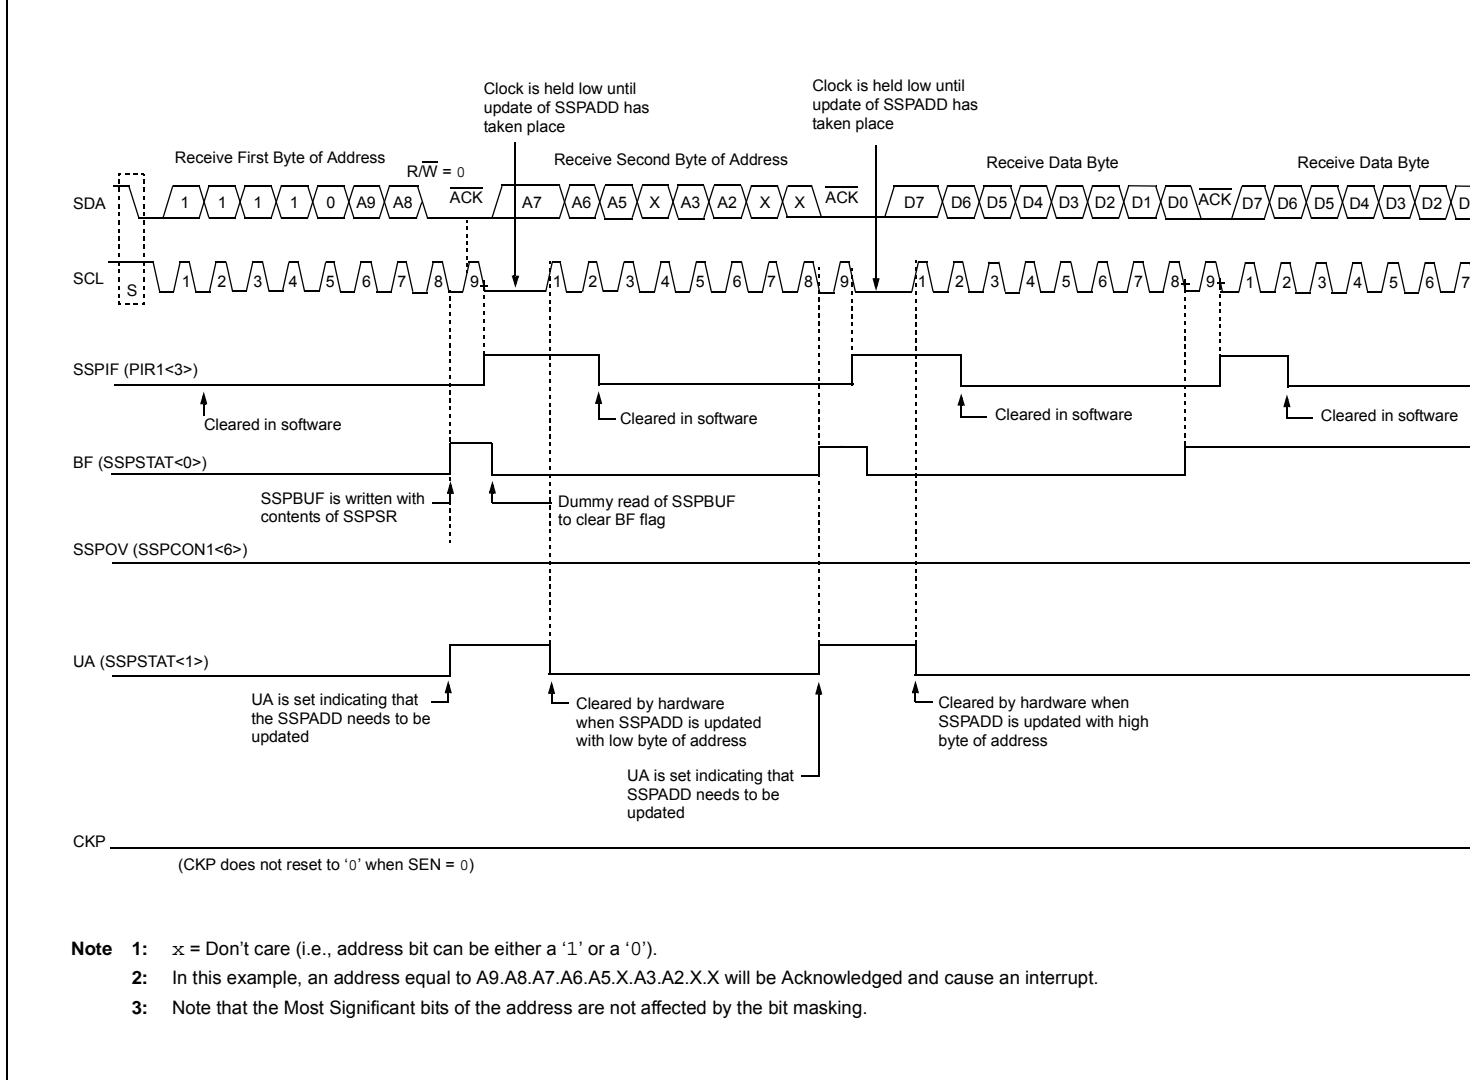 Clock is held low until
update of SSPADD has
taken place
Clock is held low until
update of SSPADD has
taken place
Receive First Byte of Address
R/W = 0
Receive Second Byte of Address
Receive Data Byte
Receive Data Byte
SDA 1 1 1 1 0 A9 A8 ACK A7 A6 A5 X A3 A2 X X ACK D7 D6 D5 D4 D3 D2 D1 D0 ACK D7 D6 D5 D4 D3 D2 D
SCL S 1 2 3 4 5 6 7 8 9 1 2 3 4 5 6 7 8 9 1 2 3 4 5 6 7 8 9 1 2 3 4 5 6 7
SSPIF (PIR1<3>)
Cleared in software
Cleared in software
Cleared in software
Cleared in software
BF (SSPSTAT<0>)
SSPBUF is written with
contents of SSPSR
Dummy read of SSPBUF
to clear BF flag
SSPOV (SSPCON1<6>)
UA (SSPSTAT<1>)
UA is set indicating that
the SSPADD needs to be
updated
Cleared by hardware
when SSPADD is updated
with low byte of address
Cleared by hardware when
SSPADD is updated with high
byte of address
UA is set indicating that
SSPADD needs to be
updated
CKP
(CKP does not reset to ‘0’ when SEN = 0)
Note 1: x = Don’t care (i.e., address bit can be either a ‘1’ or a ‘0’).
2: In this example, an address equal to A9.A8.A7.A6.A5.X.A3.A2.X.X will be Acknowledged and cause an interrupt.
3: Note that the Most Significant bits of the address are not affected by the bit masking.